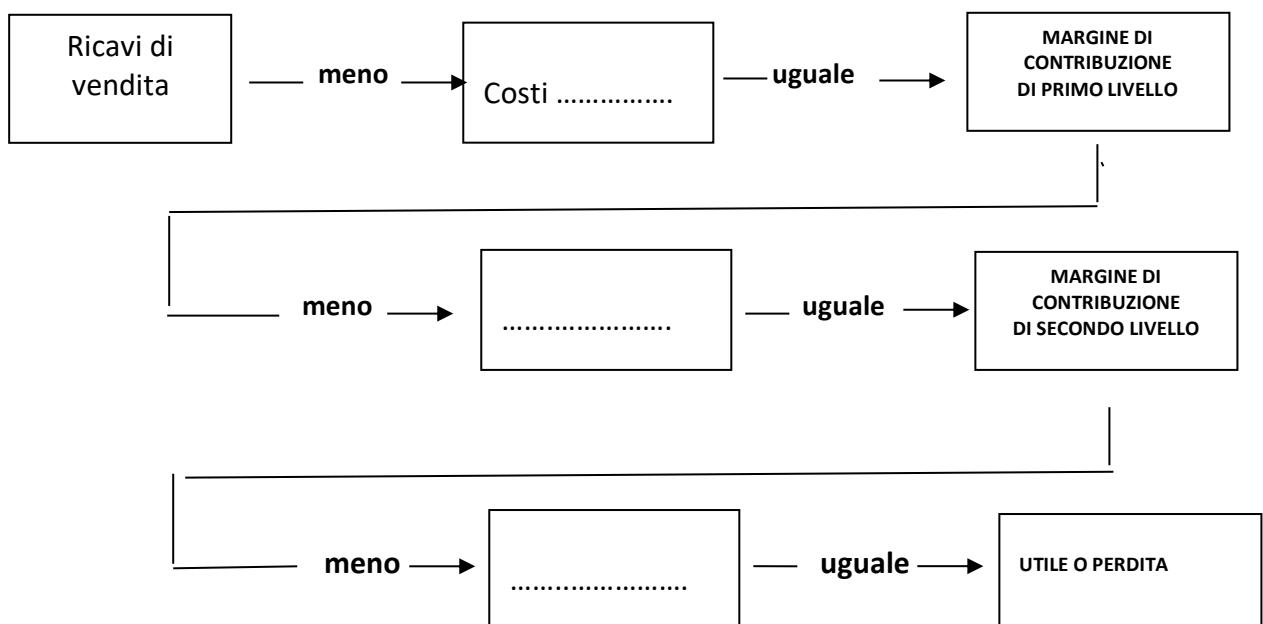 Ricavi di
vendita
meno
Costi …………….
uguale
MARGINE DI
CONTRIBUZIONE
DI PRIMO LIVELLO
meno
………………….
uguale
MARGINE DI
CONTRIBUZIONE
DI SECONDO LIVELLO
meno
………………….
uguale
UTILE O PERDITA